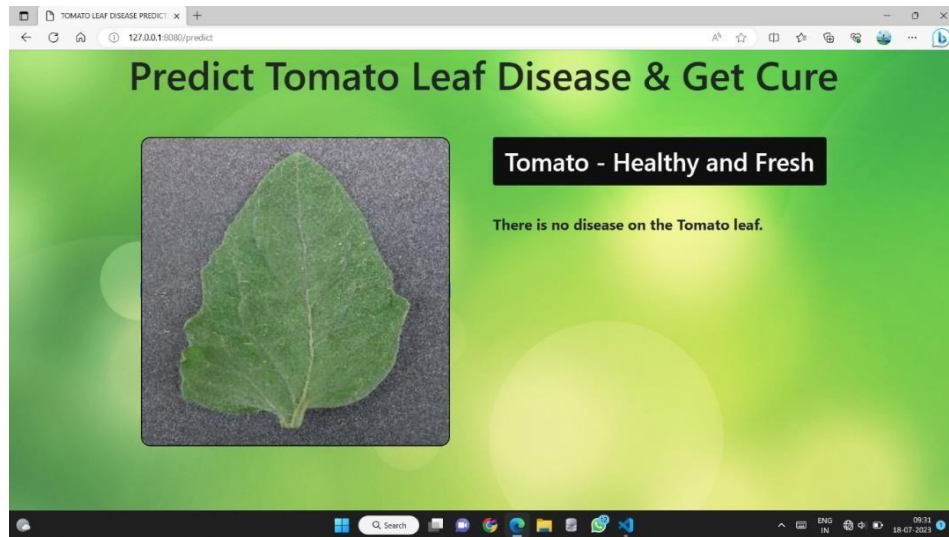 TOMATO LEAF DISEASE PREDICT
127.0.0.1:8080/predict
Predict Tomato Leaf Disease & Get Cure
Tomato - Healthy and Fresh
There is no disease on the Tomato leaf.
Search
ENG
IN
09:31
18-07-2023